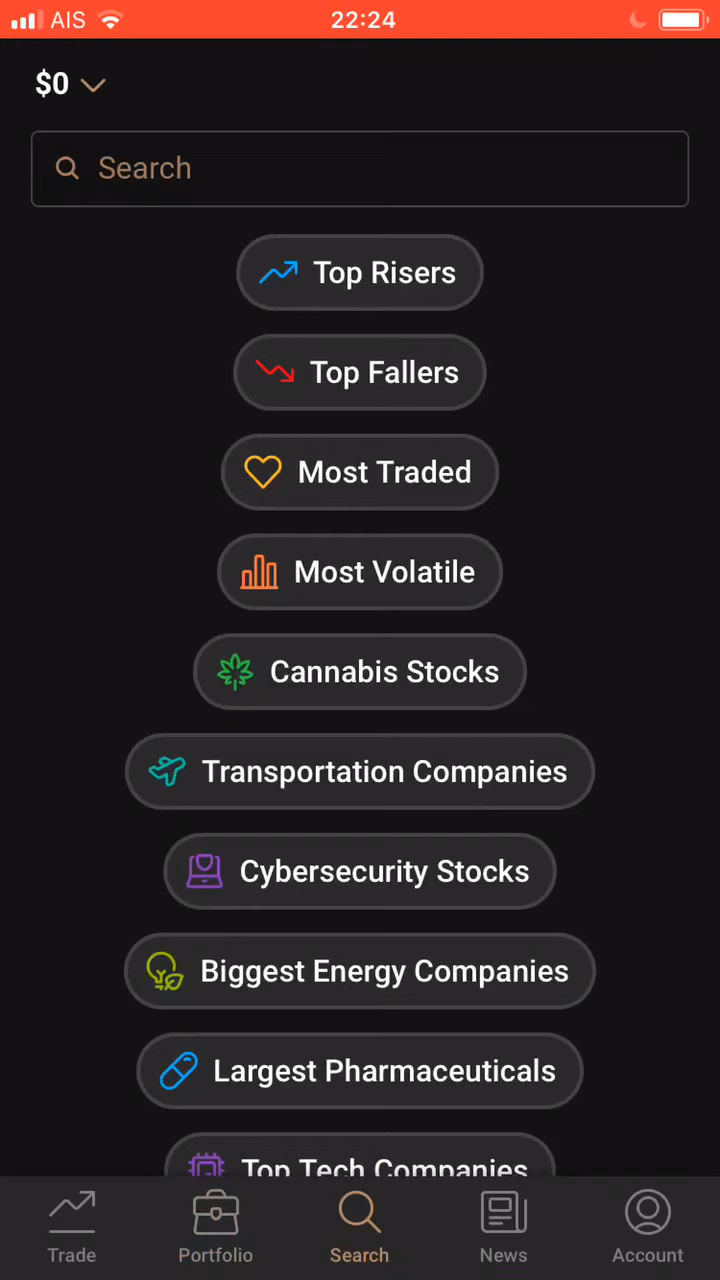 AIS
22:24
$0
Search
Top Risers
Top Fallers
Most Traded
Most Volatile
Cannabis Stocks
Transportation Companies
Cybersecurity Stocks
Biggest Energy Companies
Largest Pharmaceuticals
Top Tech Companies
Trade
Portfolio
Search
News
Account